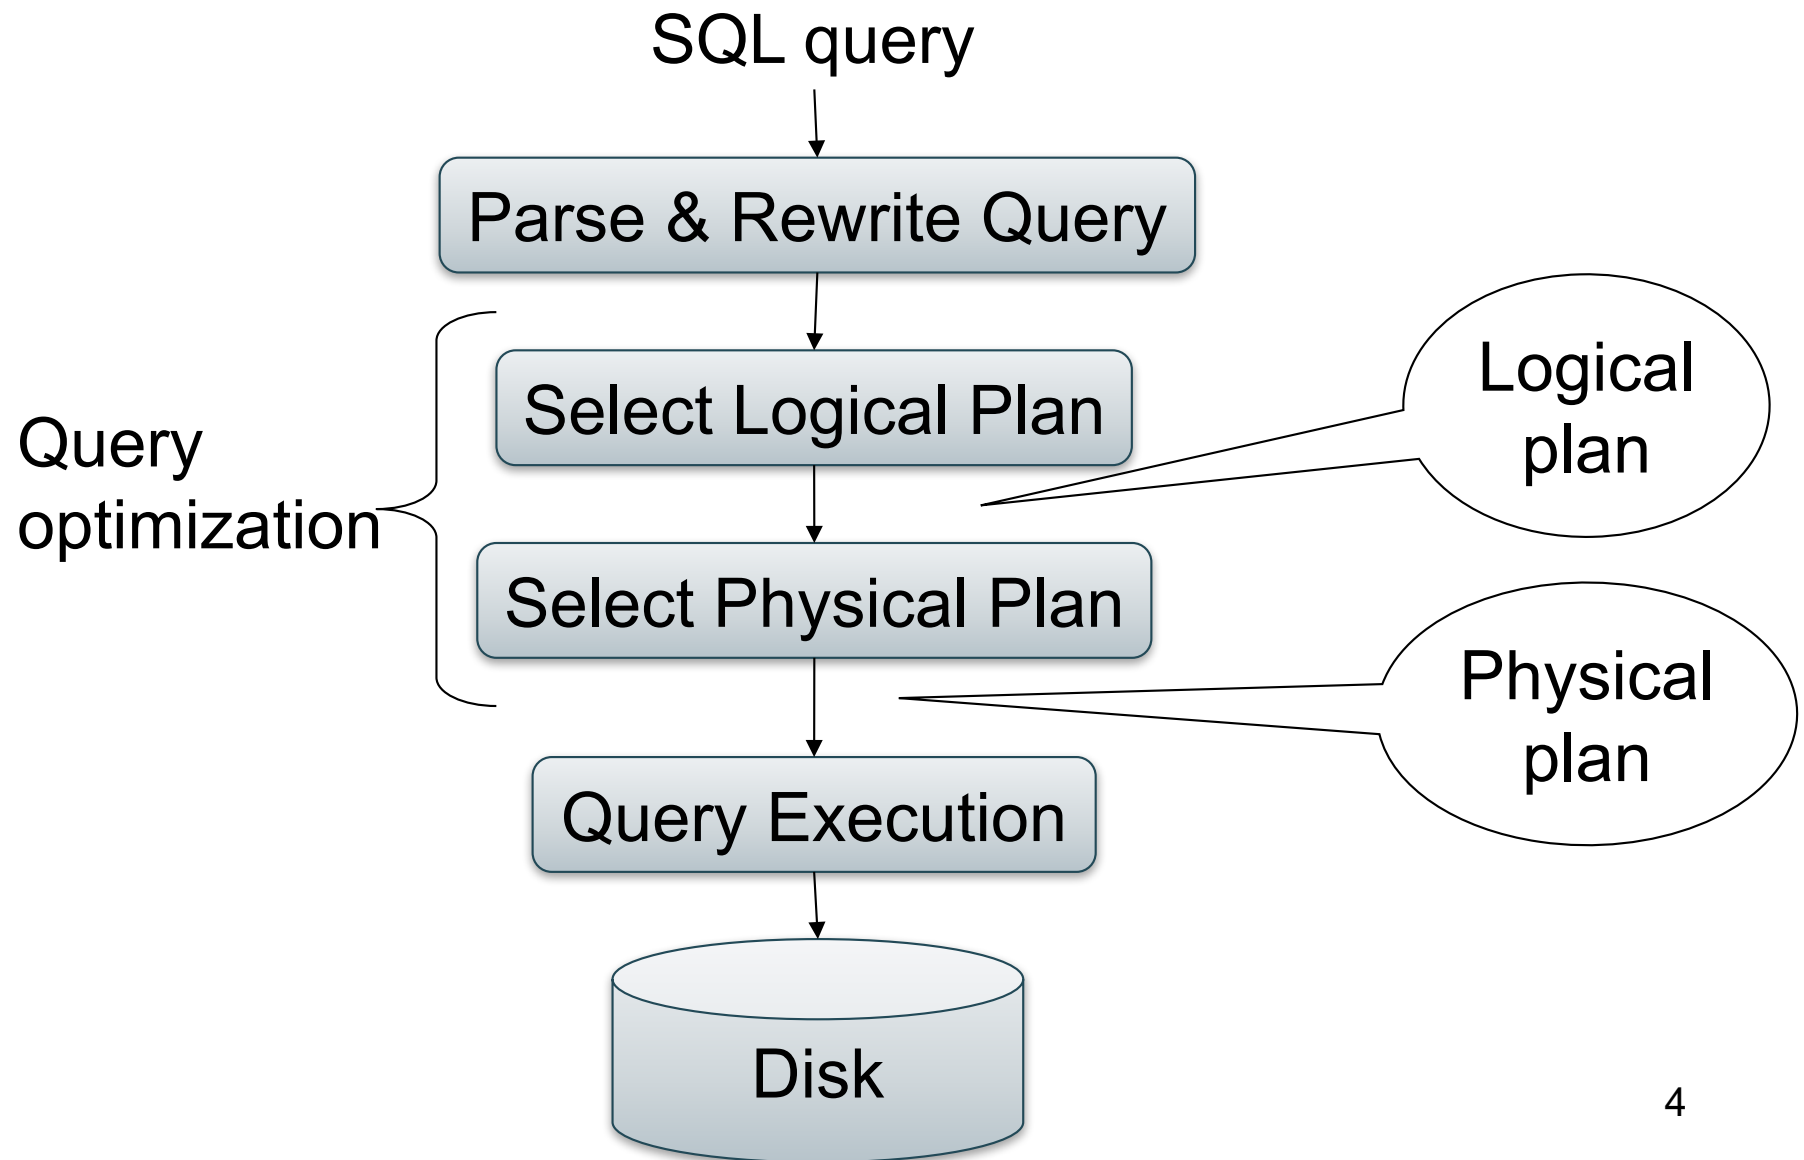 SQL query
Parse & Rewrite Query
Select Logical Plan
Logical
plan
Query
optimization
Select Physical Plan
Physical
plan
Query Execution
Disk
4